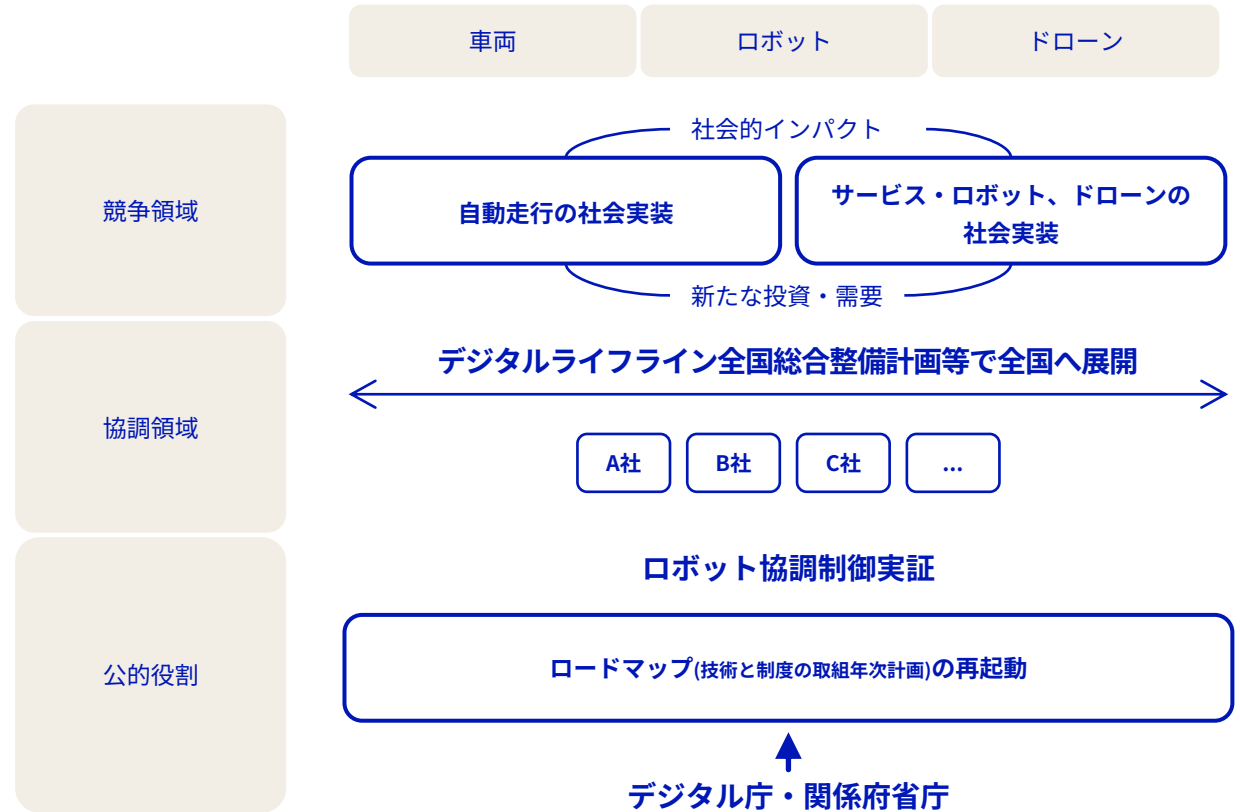 車両
ロボット
ドローン
競争領域
社会的インパクト
自動走行の社会実装
サービス・ロボット、ドローンの
社会実装
新たな投資・需要
協調領域
デジタルライフライン全国総合整備計画等で全国へ展開
A社
B社
C社
...
公的役割
ロボット協調制御実証
ロードマップ(技術と制度の取組年次計画)の再起動
デジタル庁・関係府省庁